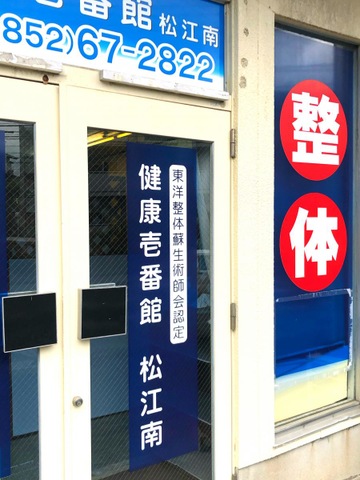 番館 松江南
852)67-2822
東洋整体蘇生術師会認定
健康壱番館 松江南
整体